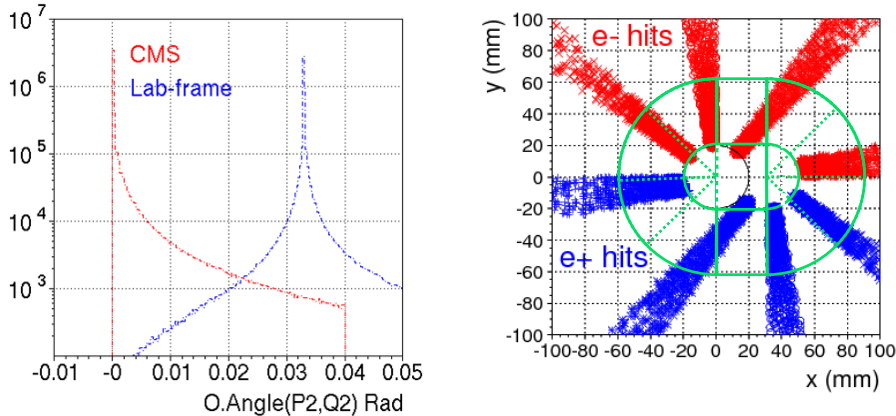 10^7
10^6
10^5
10^4
10^3
CMS
Lab-frame
-0.01 -0 0.01 0.02 0.03 0.04 0.05
O.Angle(P2,Q2) Rad
y (mm)
100
80
60
40
20
0
-20
-40
-60
-80
-100
e- hits
e+ hits
-100-80 -60 -40 -20 0 20 40 60 80 100
x (mm)